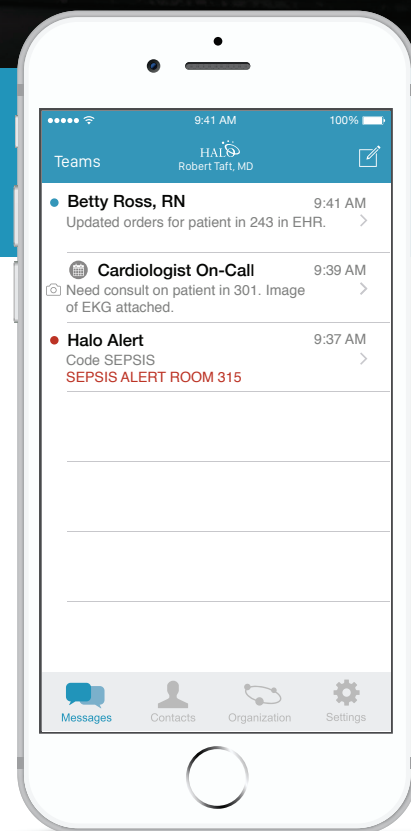 9:41 AM
100%
Teams
HALO
Robert Taft, MD
Betty Ross, RN
9:41 AM
Updated orders for patient in 243 in EHR.
Cardiologist On-Call
9:39 AM
Need consult on patient in 301. Image
of EKG attached.
Halo Alert
9:37 AM
Code SEPSIS
SEPSIS ALERT ROOM 315
Messages
Contacts
Organization
Settings